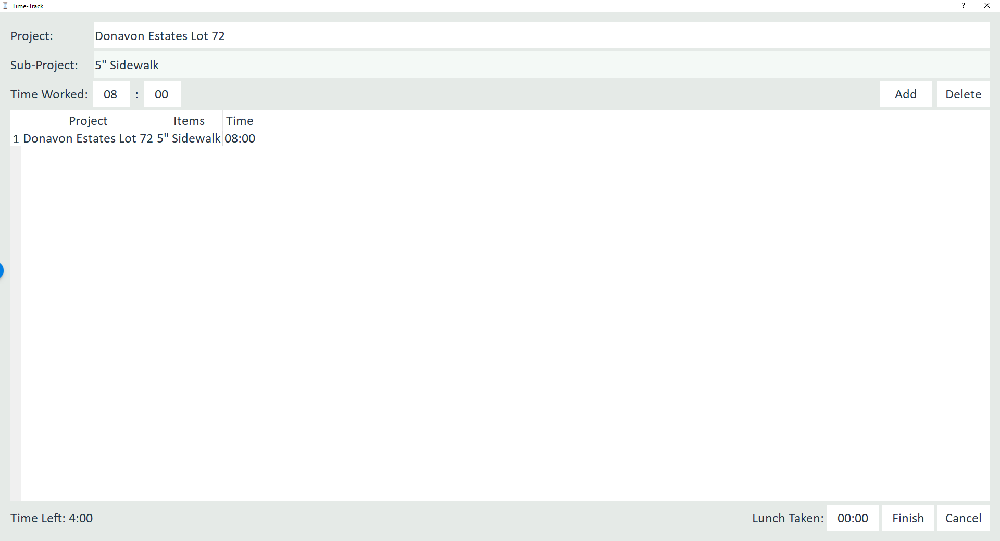 Time-Track ?
Project: Donavon Estates Lot 72
Sub-Project: 5" Sidewalk
Time Worked: 08 : 00 Add Delete
Project Items Time
1 Donavon Estates Lot 72 5" Sidewalk 08:00
Time Left: 4:00 Lunch Taken: 00:00 Finish Cancel